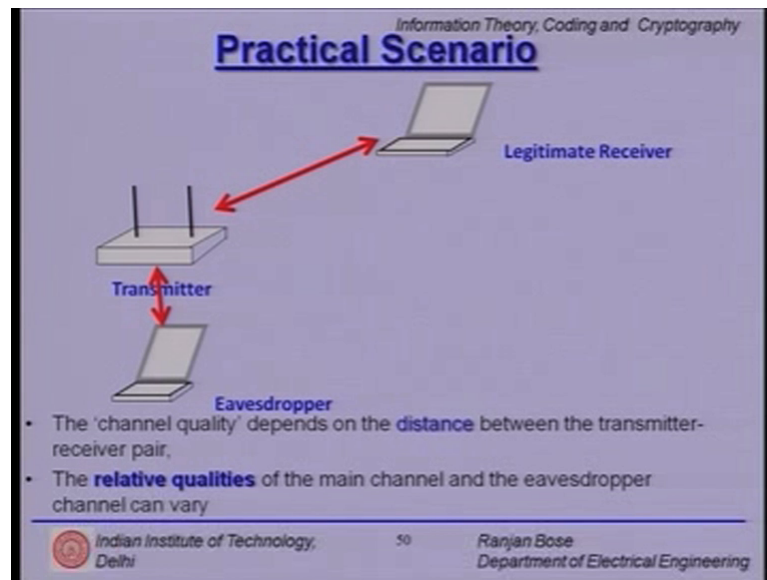 Information Theory, Coding and Cryptography
Practical Scenario
Legitimate Receiver
Transmitter
Eavesdropper
• The 'channel quality' depends on the distance between the transmitter-
receiver pair,
• The relative qualities of the main channel and the eavesdropper
channel can vary
Indian Institute of Technology,
Delhi
50
Ranjan Bose
Department of Electrical Engineering